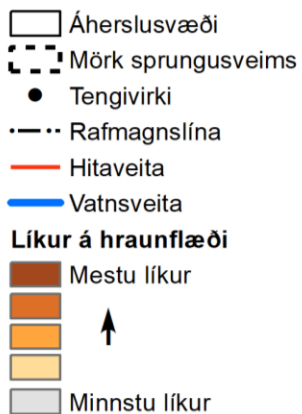 Áherslusvæði
Mörk sprungusveims
Tengivirki
Rafmagnslína
Hitaveita
Vatnsveita
Líkur á hraunflæði
Mestu líkur
Minnstu líkur